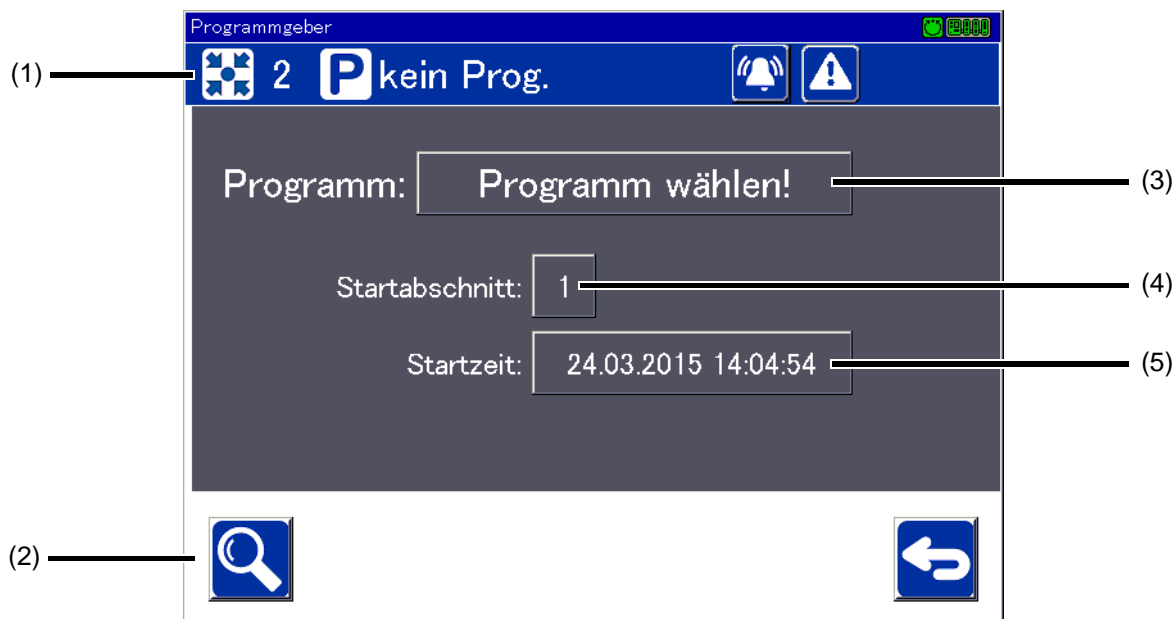 Programmgeber
(1) 2 P kein Prog.
Programm: Programm wählen! (3)
Startabschnitt: 1 (4)
Startzeit: 24.03.2015 14:04:54 (5)
(2)